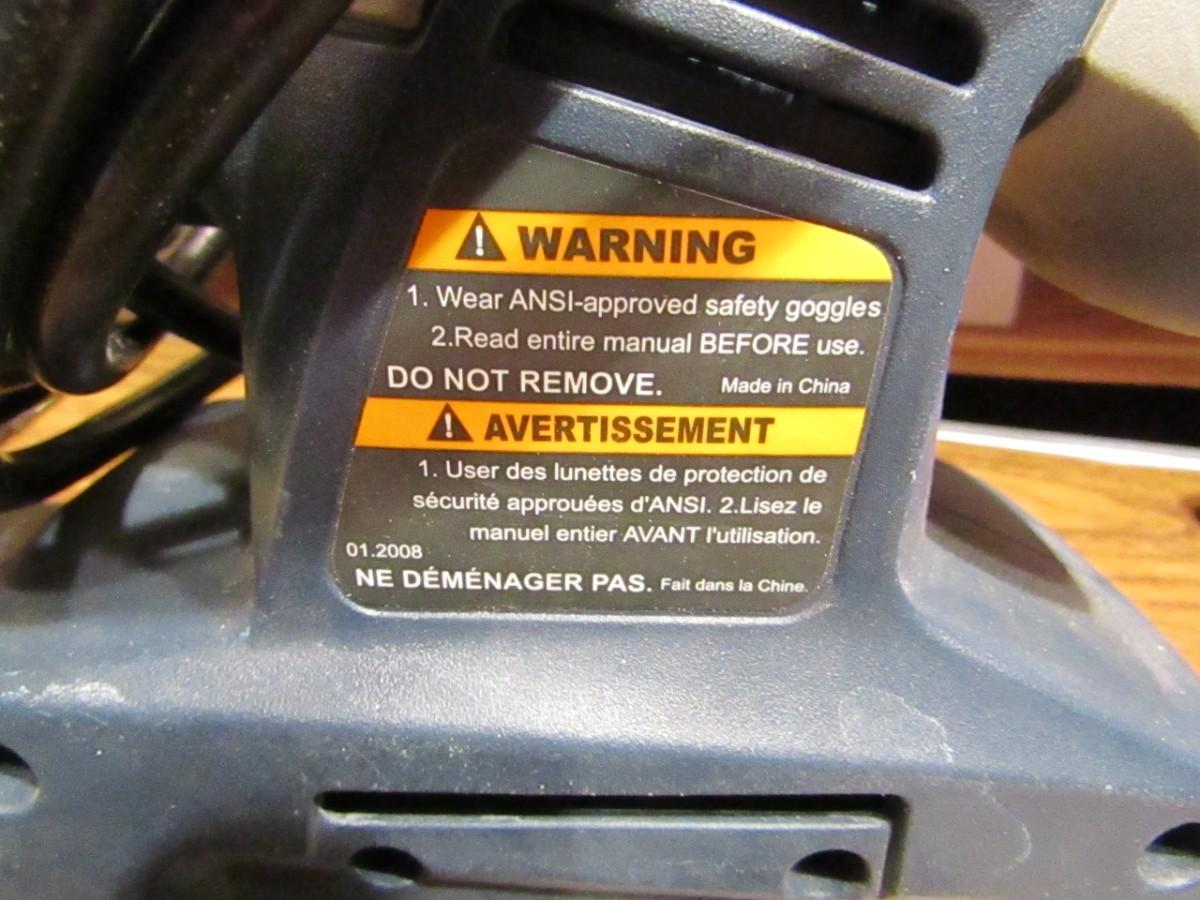 WARNING
1. Wear ANSI-approved safety goggles
2.Read entire manual BEFORE use.
DO NOT REMOVE. Made in China
AVERTISSEMENT
1. User des lunettes de protection de
sécurité approuées d'ANSI. 2.Lisez le
manuel entier AVANT l'utilisation.
01.2008
NE DÉMÉNAGER PAS. Fait dans la Chine.